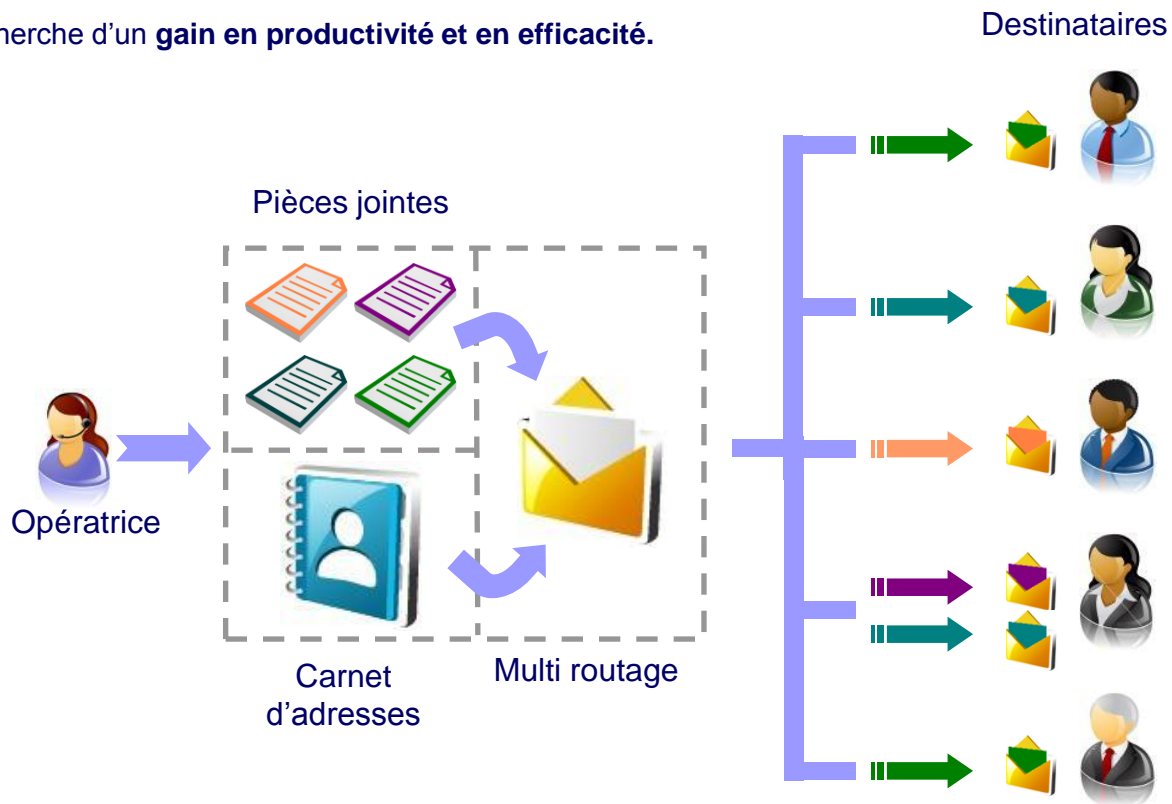 herche d’un gain en productivité et en efficacité.
Destinataires
Pièces jointes
Opératrice
Carnet
d’adresses
Multi routage